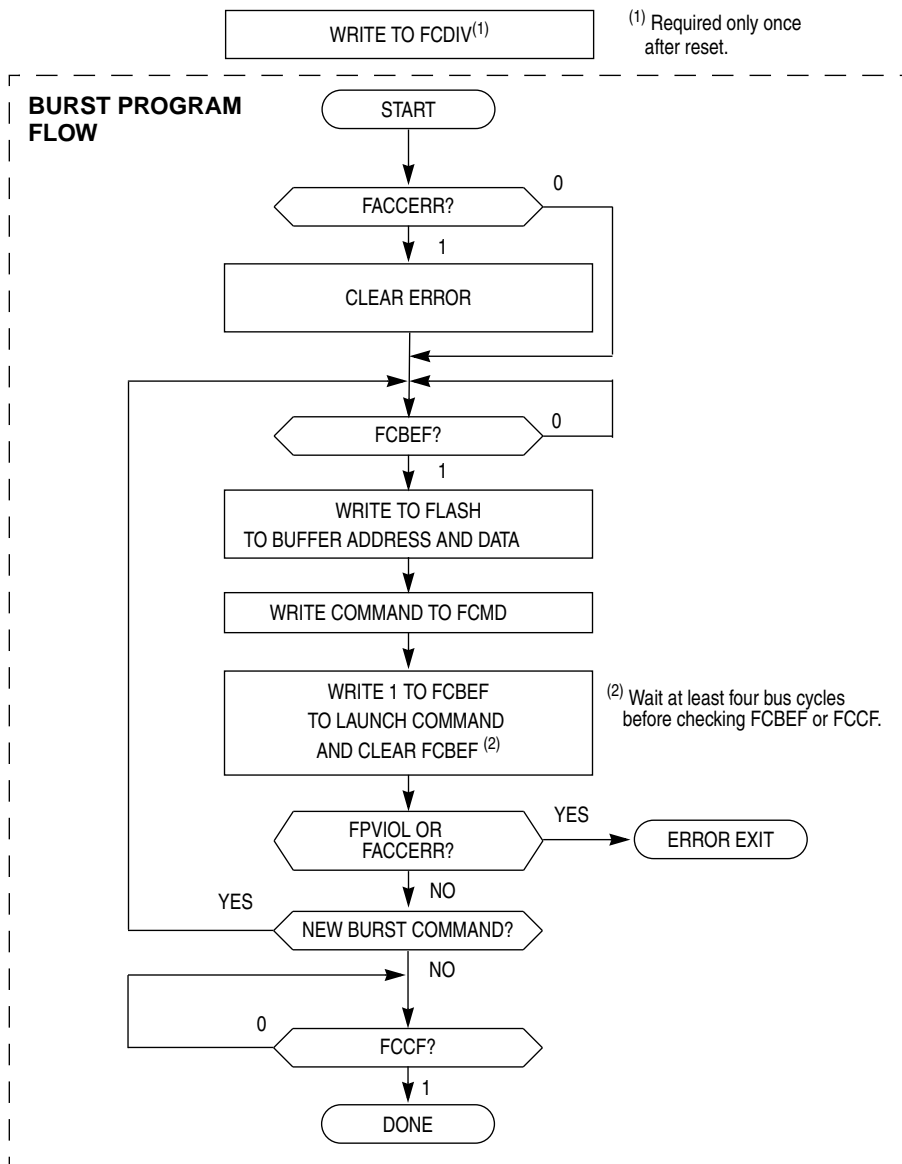 WRITE TO FCDIV(1)
(1) Required only once
after reset.
BURST PROGRAM
FLOW
START
FACCERR?
0
1
CLEAR ERROR
FCBEF?
0
1
WRITE TO FLASH
TO BUFFER ADDRESS AND DATA
WRITE COMMAND TO FCMD
WRITE 1 TO FCBEF
TO LAUNCH COMMAND
AND CLEAR FCBEF (2)
(2) Wait at least four bus cycles
before checking FCBEF or FCCF.
FPVIOL OR
FACCERR?
YES
ERROR EXIT
NO
YES
NEW BURST COMMAND?
NO
0
FCCF?
1
DONE